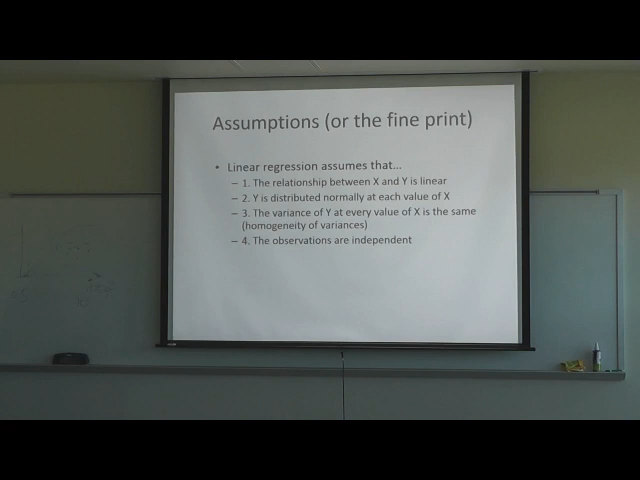 Assumptions (or the fine print)
• Linear regression assumes that...
– 1. The relationship between X and Y is linear
– 2. Y is distributed normally at each value of X
– 3. The variance of Y at every value of X is the same
(homogeneity of variances)
– 4. The observations are independent